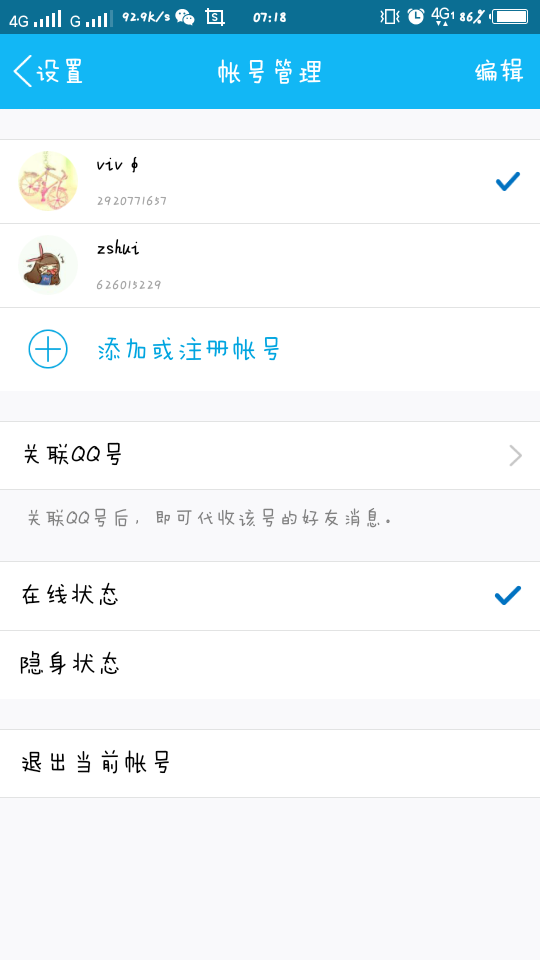 4G G 92.9K/s 07:18 4G1 86%
设置 帐号管理 编辑
viv
2920771637
zshui
626013229
添加或注册帐号
关联QQ号
关联QQ号后，即可代收该号的好友消息。
在线状态
隐身状态
退出当前帐号